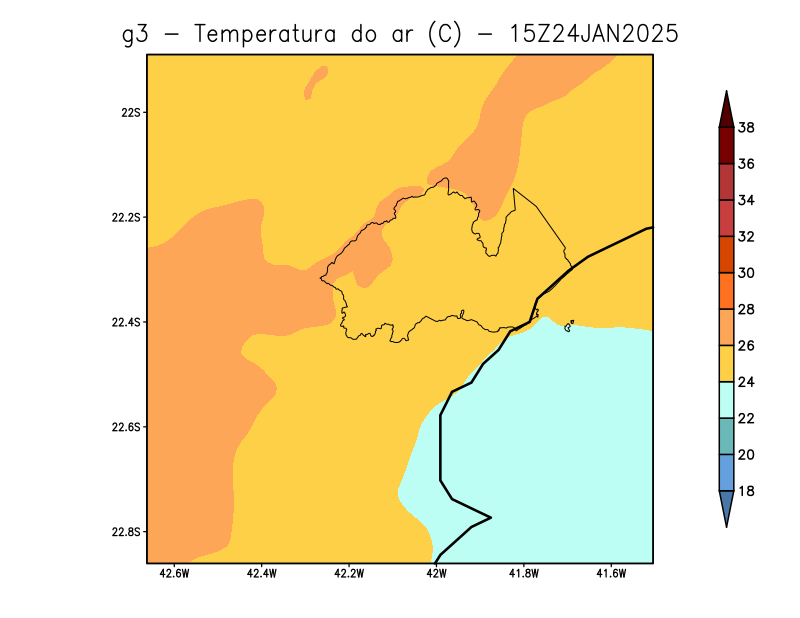 g3 – Temperatura do ar (C) – 15Z24JAN2025
22S
22.2S
22.4S
22.6S
22.8S
42.6W
42.4W
42.2W
42W
41.8W
41.6W
38
36
34
32
30
28
26
24
22
20
18